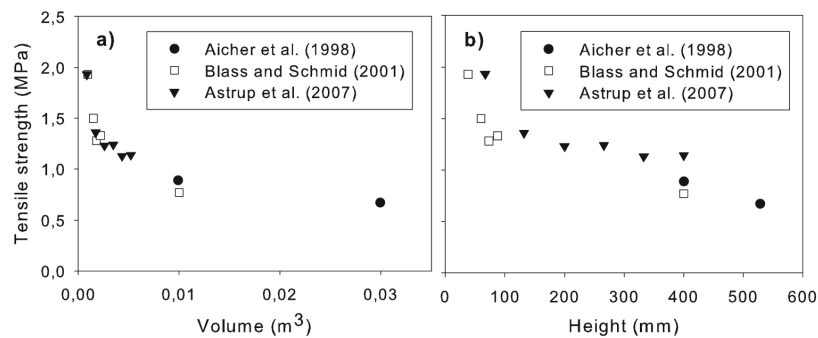 a)
Aicher et al. (1998)
Blass and Schmid (2001)
Astrup et al. (2007)
Tensile strength (MPa)
2,5
2,0
1,5
1,0
0,5
0,0
0,00 0,01 0,02 0,03
Volume (m³)
b)
Aicher et al. (1998)
Blass and Schmid (2001)
Astrup et al. (2007)
0 100 200 300 400 500 600
Height (mm)